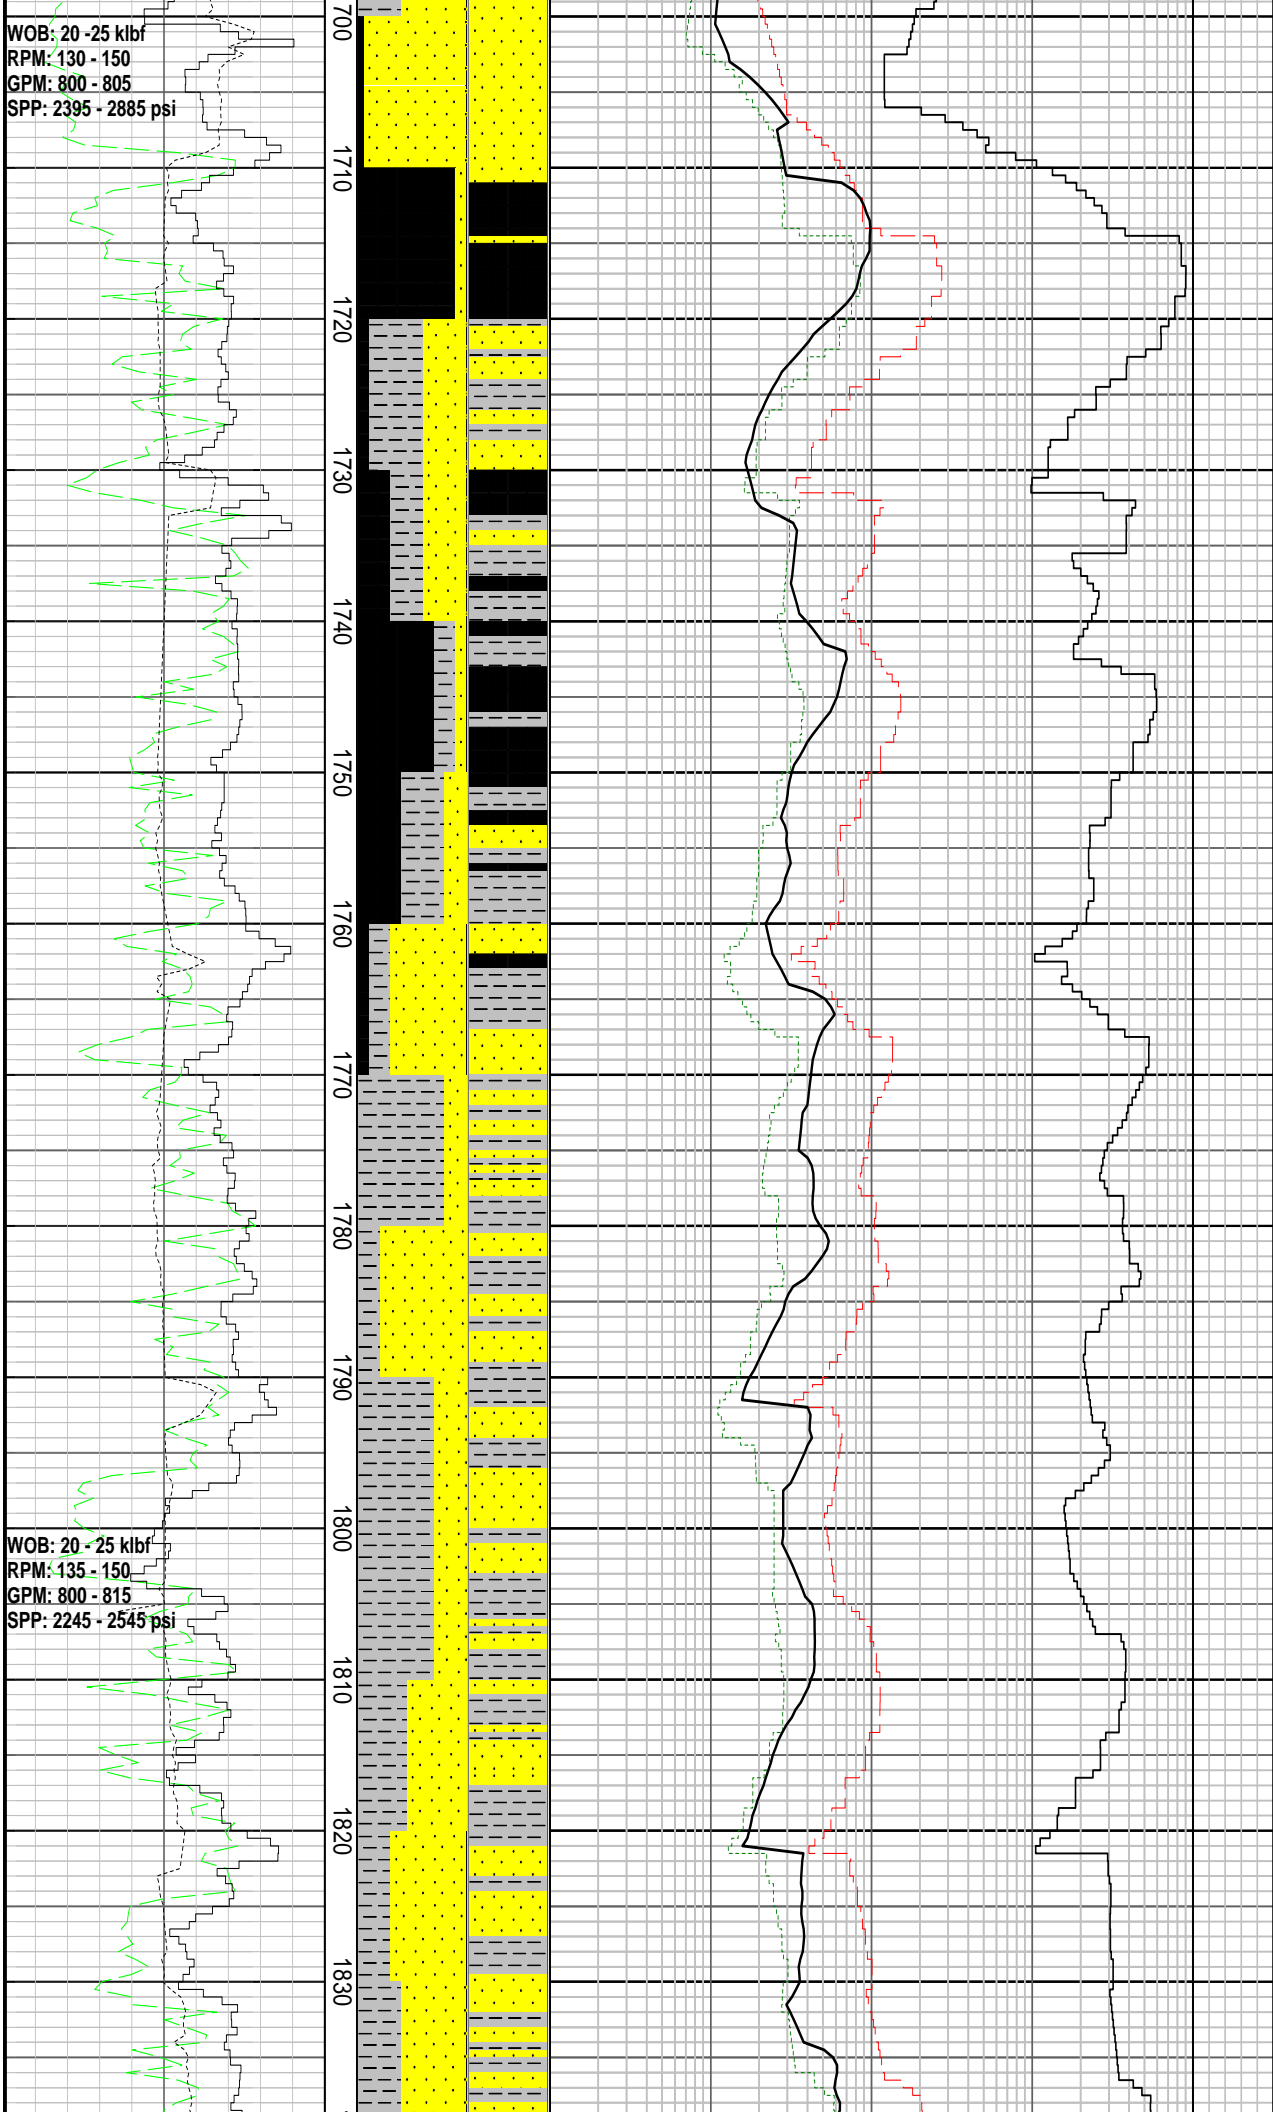 WOB: 20 -25 klbf
RPM: 130 - 150
GPM: 800 - 805
SPP: 2395 - 2885 psi
700
1710
1720
1730
1740
1750
1760
1770
1780
1790
1800
WOB: 20 - 25 klbf
RPM: 135 - 150
GPM: 800 - 815
SPP: 2245 - 2545 psi
1810
1820
1830